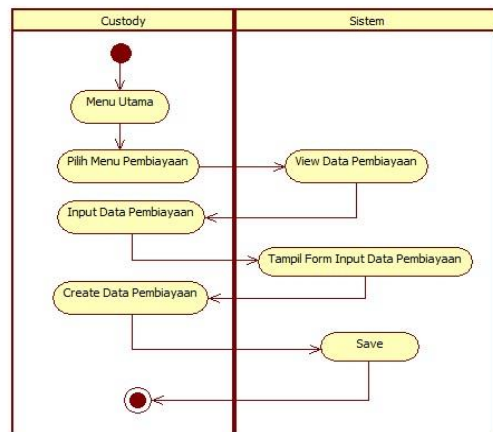 Custody
Sistem
Menu Utama
Pilih Menu Pembiayaan
View Data Pembiayaan
Input Data Pembiayaan
Tampil Form Input Data Pembiayaan
Create Data Pembiayaan
Save